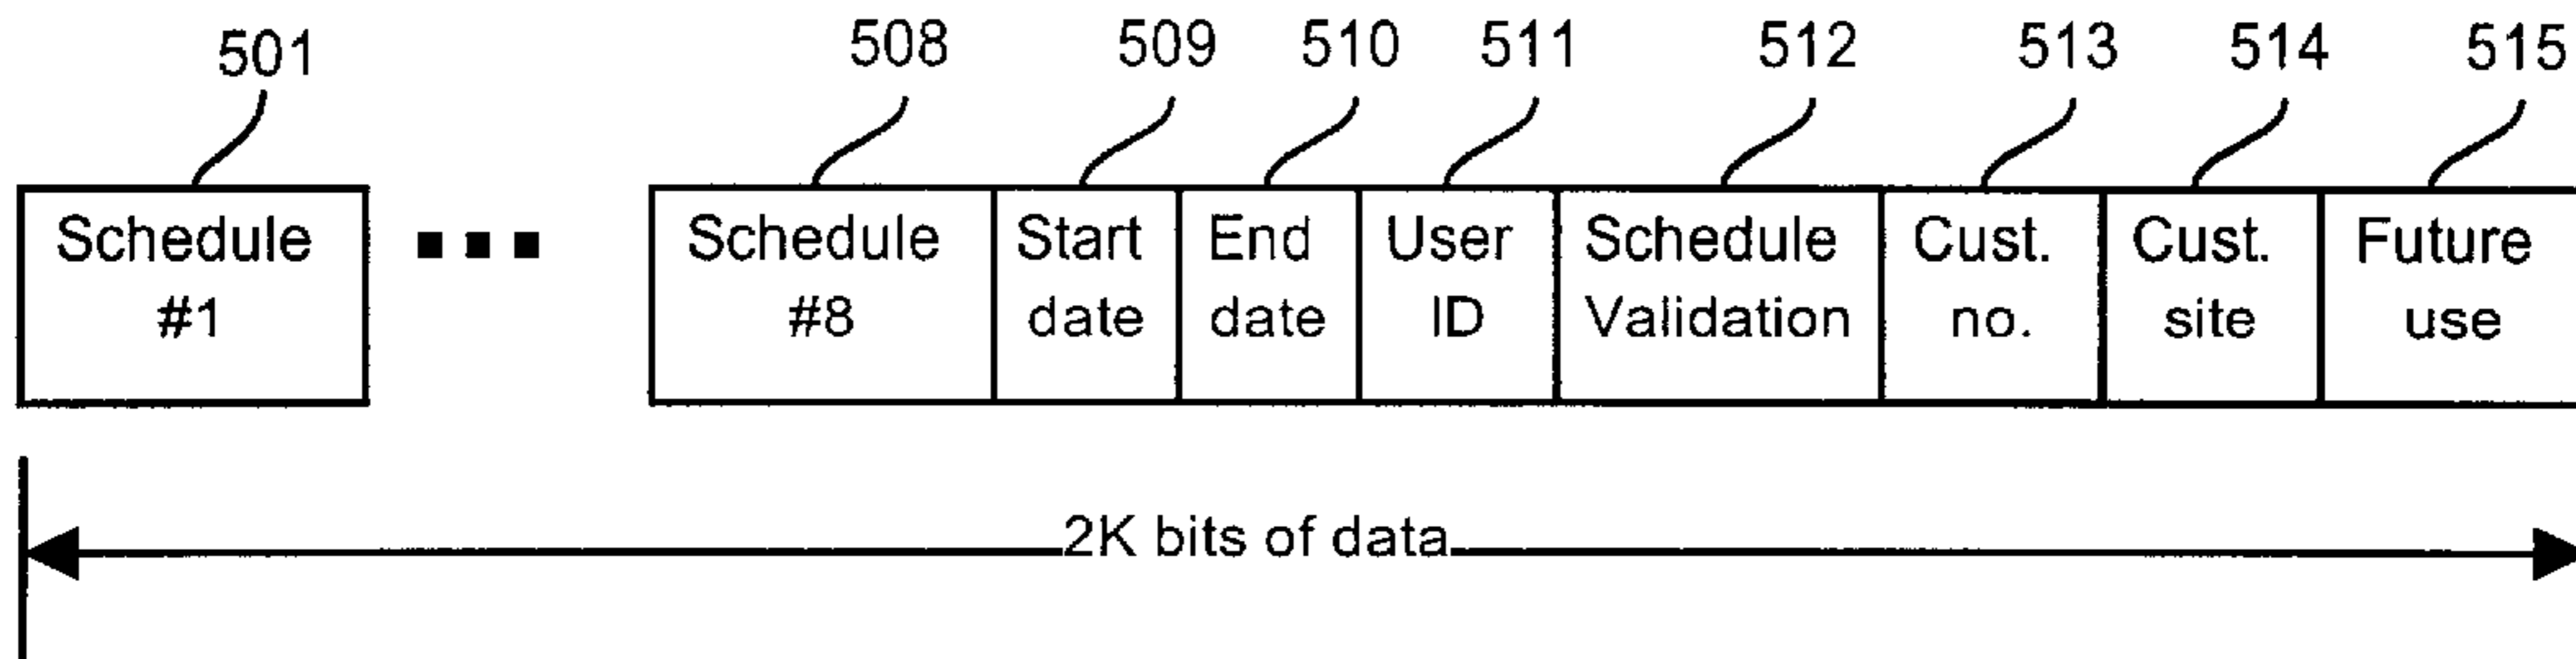 501 508 509 510 511 512 513 514 515
Schedule Schedule Start End User Schedule Cust. Cust. Future
#1 #8 date date ID Validation no. site use
2K bits of data